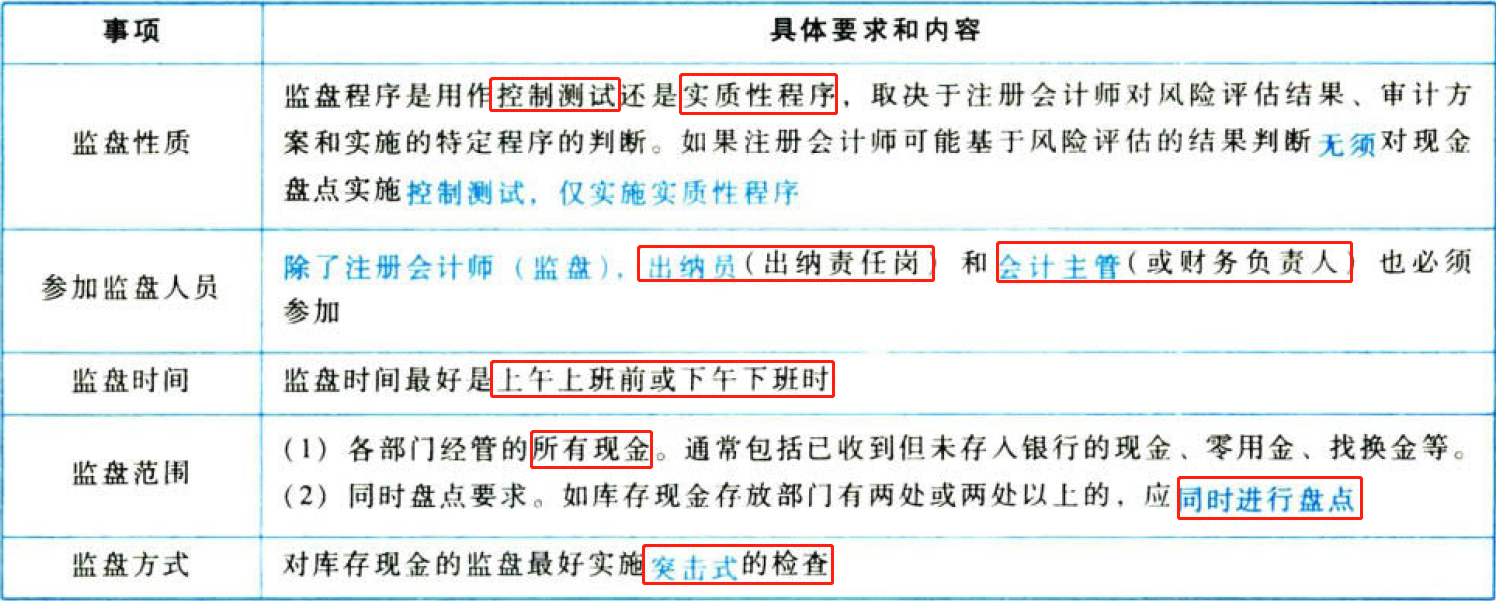 事项
具体要求和内容
监盘性质
监盘程序是用作控制测试还是实质性程序，取决于注册会计师对风险评估结果、审计方
案和实施的特定程序的判断。如果注册会计师可能基于风险评估的结果判断无须对现金
盘点实施控制测试，仅实施实质性程序
参加监盘人员
除了注册会计师（监盘），出纳员（出纳责任岗）和会计主管（或财务负责人）也必须
参加
监盘时间
监盘时间最好是上午上班前或下午下班时
监盘范围
（1）各部门经管的所有现金。通常包括已收到但未存入银行的现金、零用金、找换金等。
（2）同时盘点要求。如库存现金存放部门有两处或两处以上的，应同时进行盘点
监盘方式
对库存现金的监盘最好实施突击式的检查